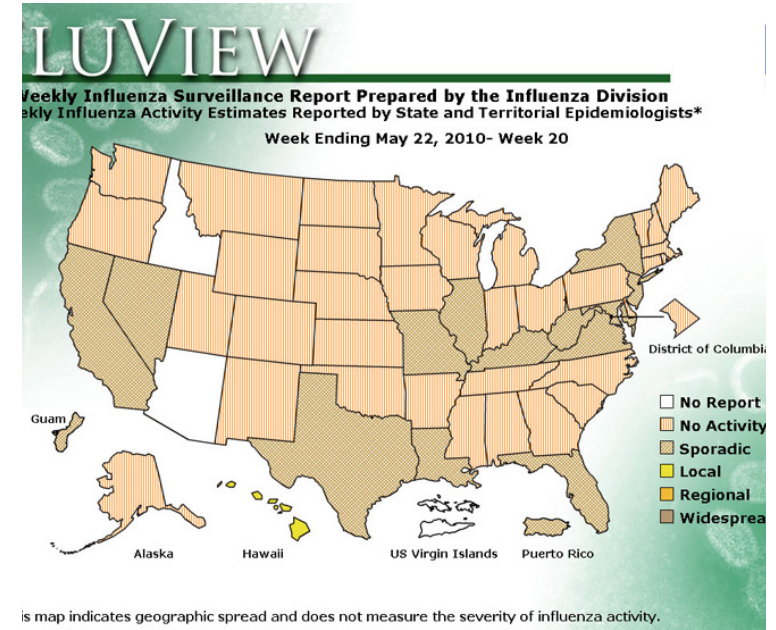 LUVIEW
Weekly Influenza Surveillance Report Prepared by the Influenza Division
ekly Influenza Activity Estimates Reported by State and Territorial Epidemiologists*
Week Ending May 22, 2010- Week 20
District of Columbia
No Report
No Activity
Sporadic
Local
Regional
Widesprea
Guam
Alaska
Hawaii
US Virgin Islands
Puerto Rico
is map indicates geographic spread and does not measure the severity of influenza activity.